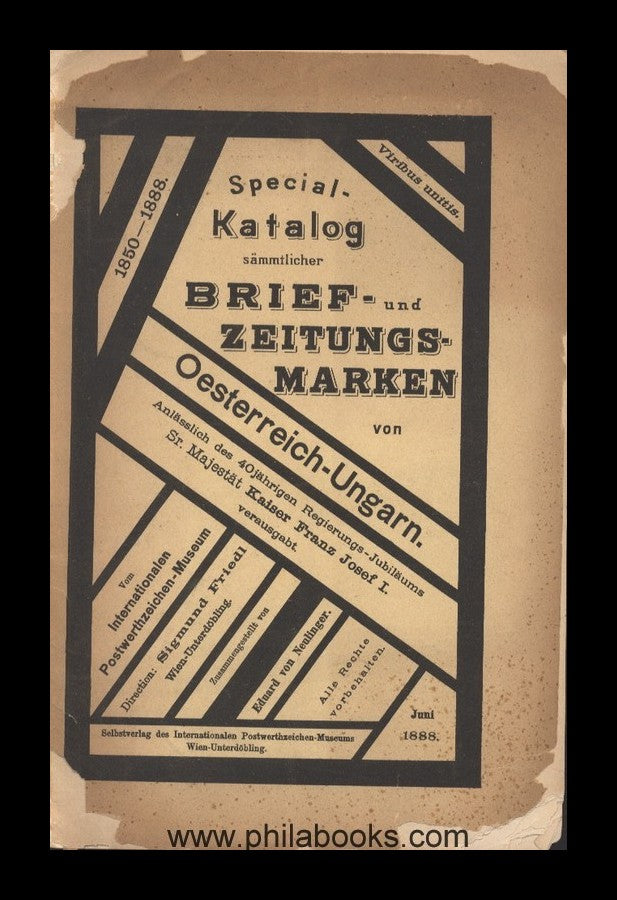 1850—1888.
Viribus unitis.
Special-
Katalog
sämmtlicher
BRIEF- und
ZEITUNGS-
MARKEN
von
Oesterreich-Ungarn.
Anlässlich des 40jährigen Regierungs-Jubiläums
Sr. Majestät Kaiser Franz Josef I.
verausgabt.
Vom
Internationalen
Postwerthzeichen-Museum
Direction: Sigmund Friedl
Wien-Unterdöbling.
Zusammengestellt von
Eduard von Neulinger.
Alle Rechte
vorbehalten.
Juni
1888.
Selbstverlag des Internationalen Postwerthzeichen-Museums
Wien-Unterdöbling.
www.philabooks.com